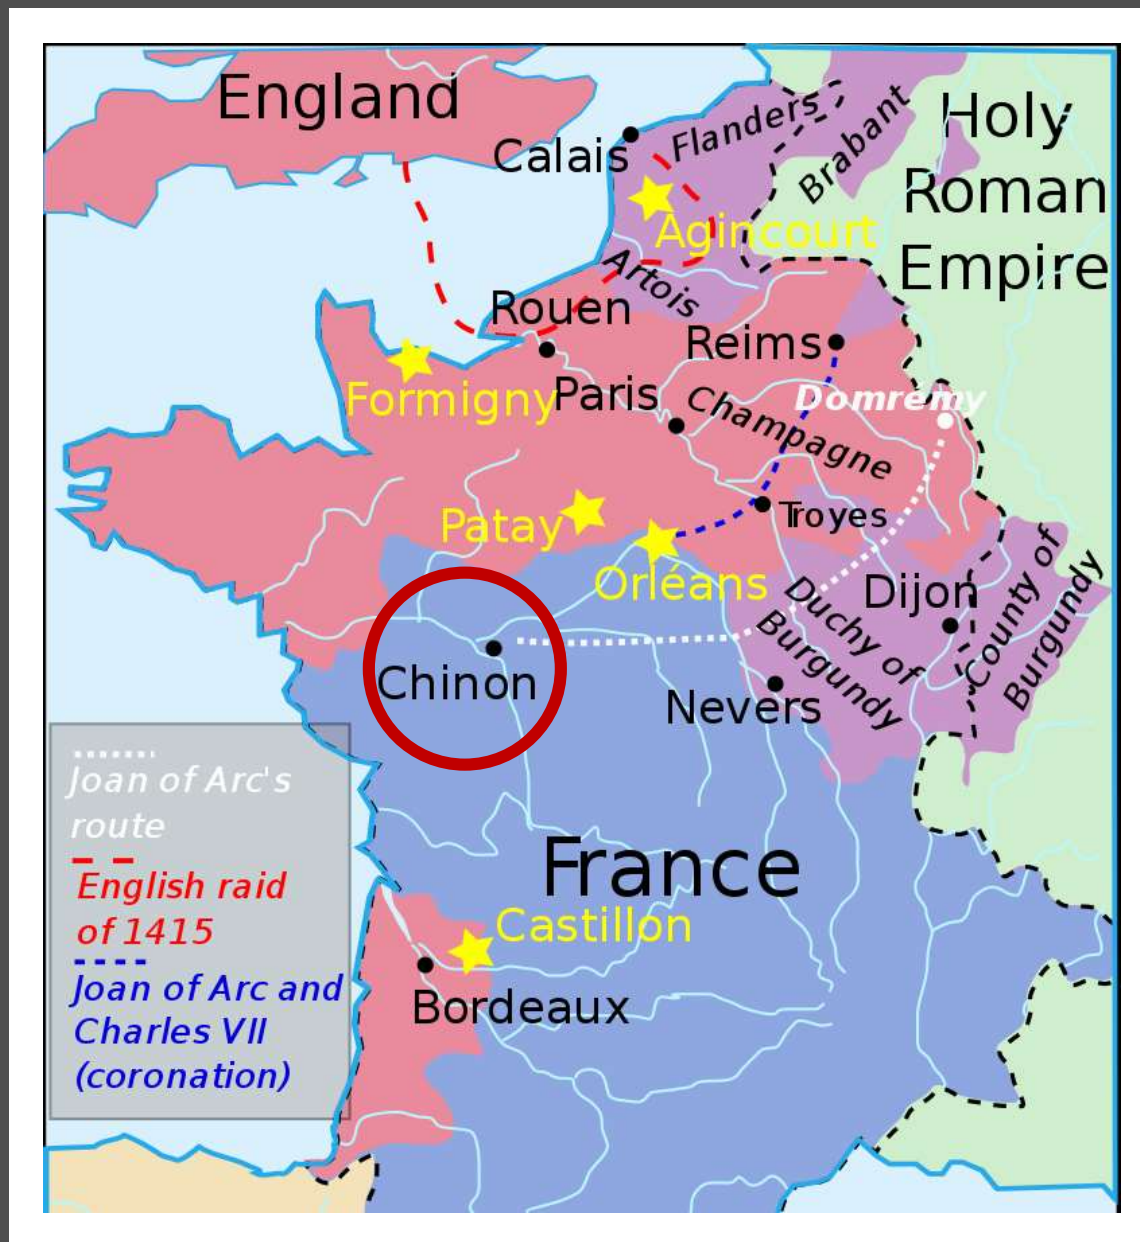 England
Calais
Flanders
Brabant
Holy
Roman
Empire
Agincourt
Artois
Rouen
Reims
Formigny
Paris
Champagne
Domrémy
Patay
Troyes
Orléans
Dijon
County of
Burgundy
Duchy of
Burgundy
Chinon
Nevers
Joan of Arc's
route
English raid
of 1415
Joan of Arc and
Charles VII
(coronation)
France
Castillon
Bordeaux